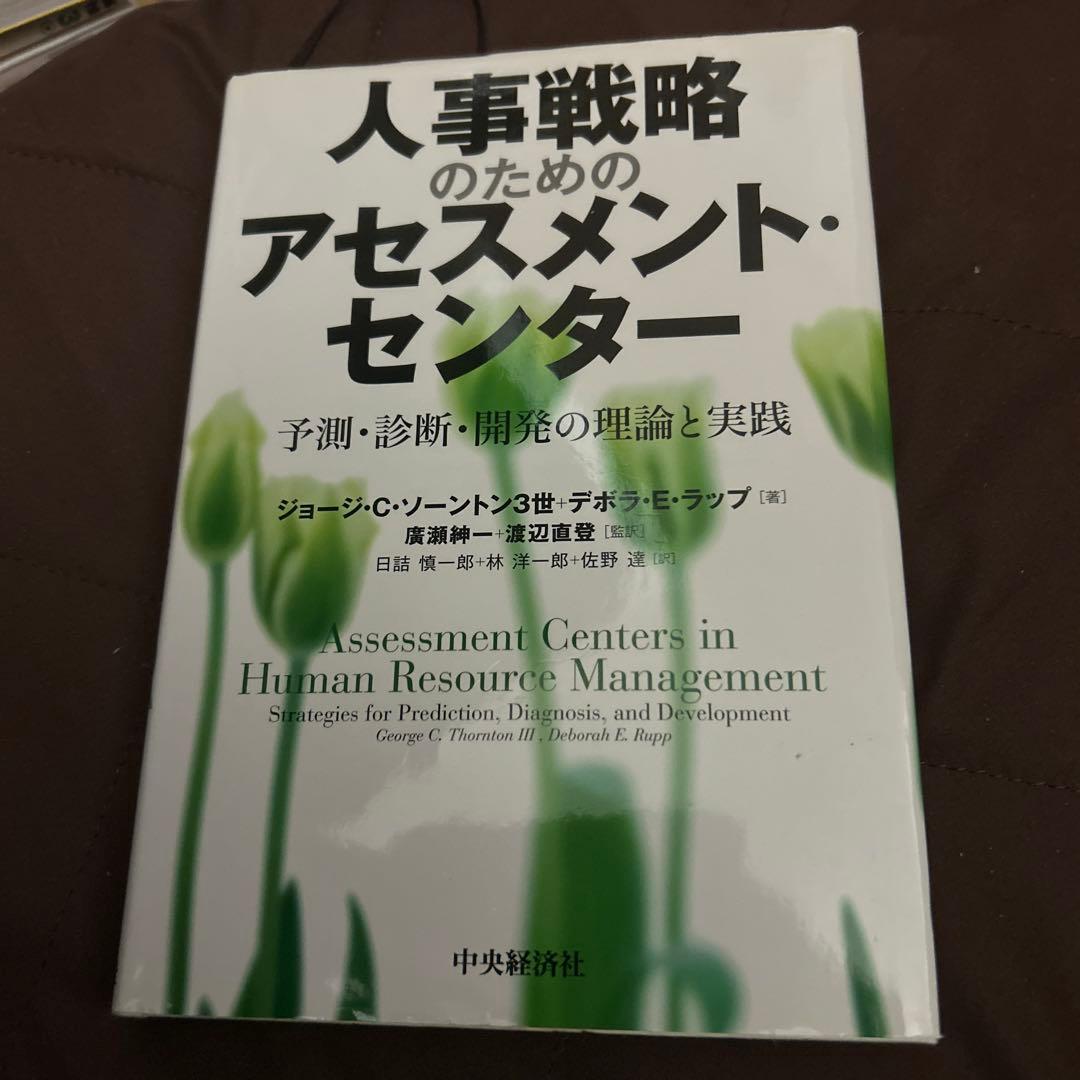 人事戦略
のための
アセスメント・
センター
予測・診断・開発の理論と実践
ジョージ・C・ソーントン3世+デボラ・E・ラップ［著］
廣瀬紳一+渡辺直登［監訳］
日詰 慎一郎+林 洋一郎+佐野 達［訳］
Assessment Centers in
Human Resource Management
Strategies for Prediction, Diagnosis, and Development
George C. Thornton III , Deborah E. Rupp
中央経済社